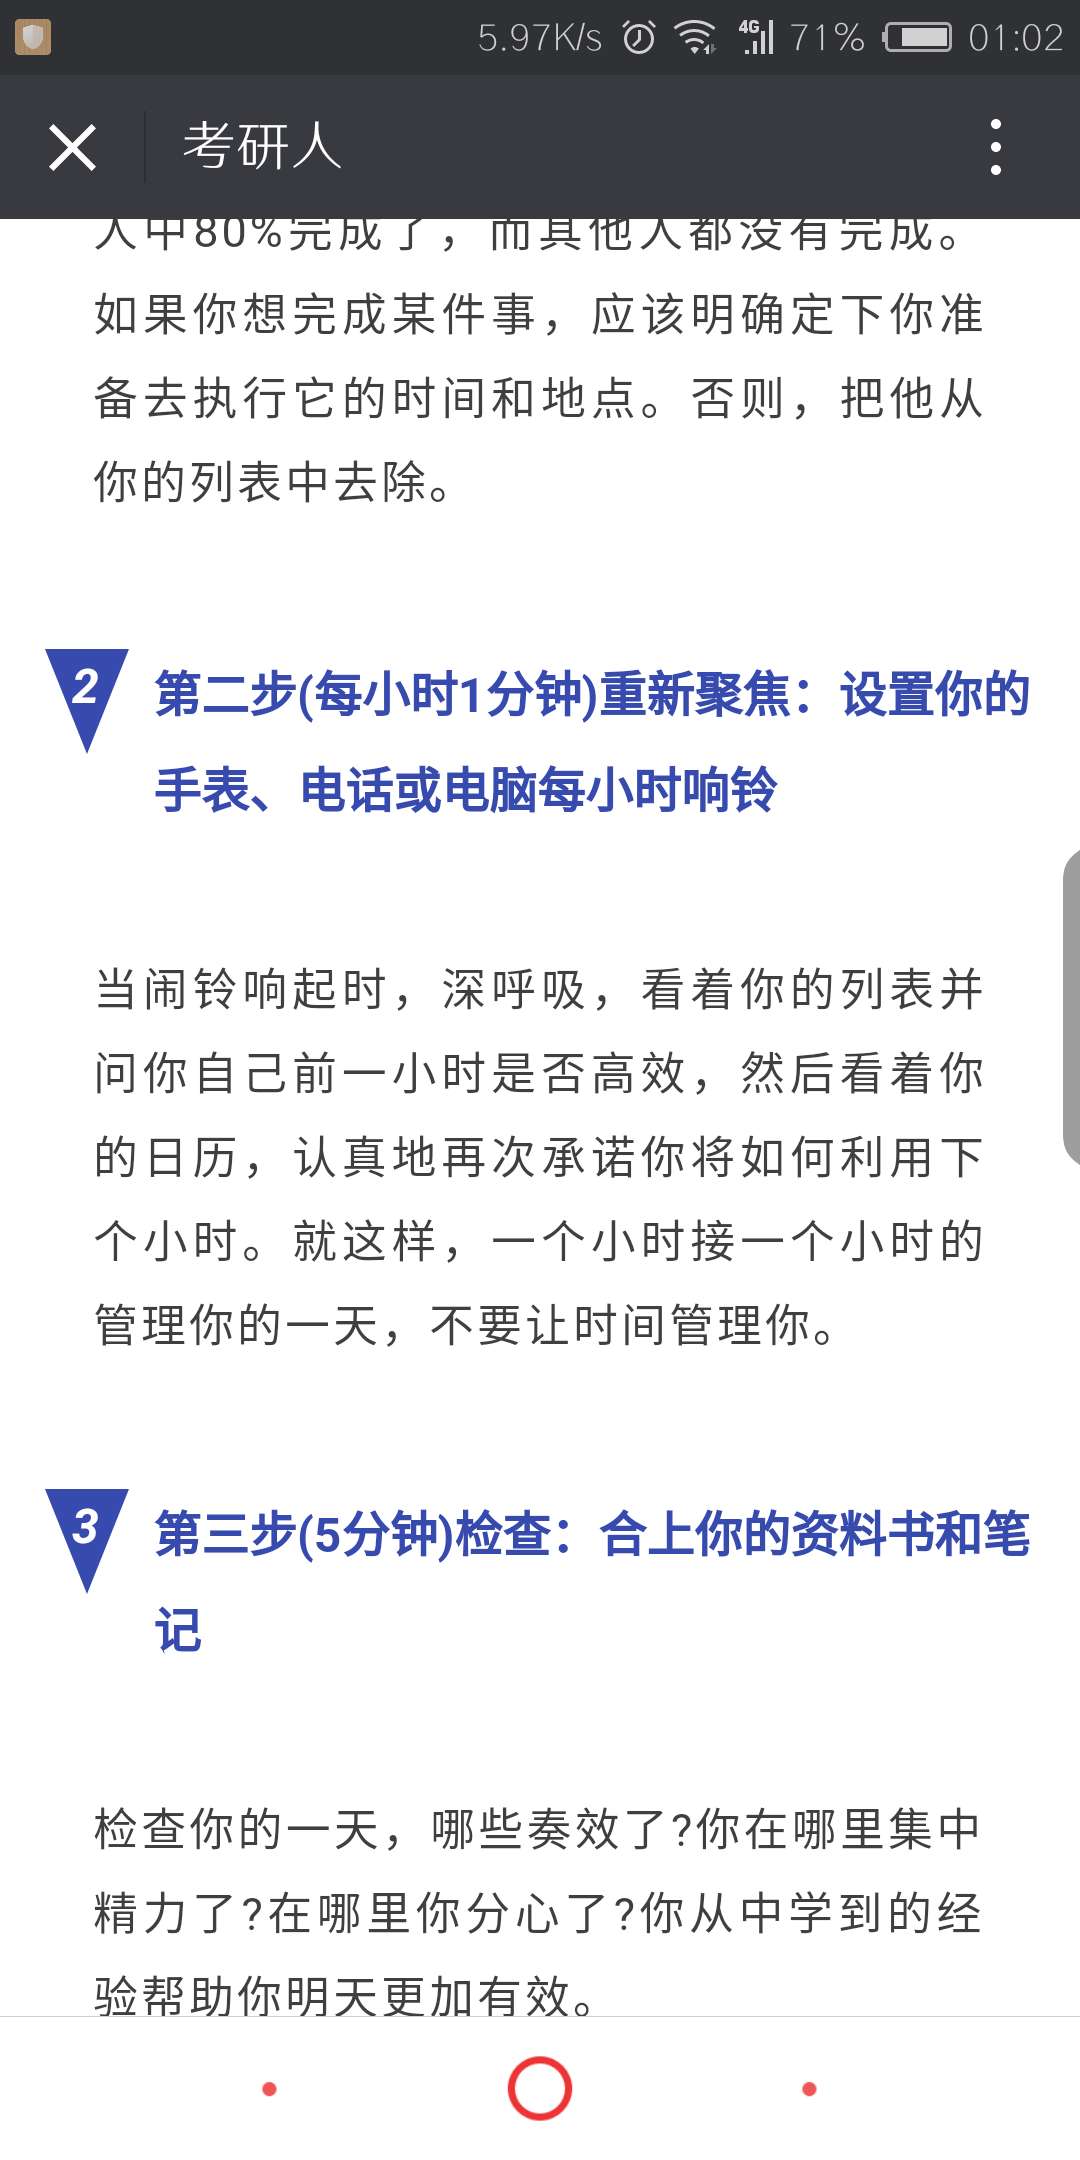 5.97K/s 4G 71% 01:02
考研人
人中80%完成了，而其他人都没有完成。
如果你想完成某件事，应该明确定下你准
备去执行它的时间和地点。否则，把他从
你的列表中去除。
2 第二步(每小时1分钟)重新聚焦：设置你的
手表、电话或电脑每小时响铃
当闹铃响起时，深呼吸，看着你的列表并
问你自己前一小时是否高效，然后看着你
的日历，认真地再次承诺你将如何利用下
个小时。就这样，一个小时接一个小时的
管理你的一天，不要让时间管理你。
3 第三步(5分钟)检查：合上你的资料书和笔
记
检查你的一天，哪些奏效了?你在哪里集中
精力了?在哪里你分心了?你从中学到的经
验帮助你明天更加有效。